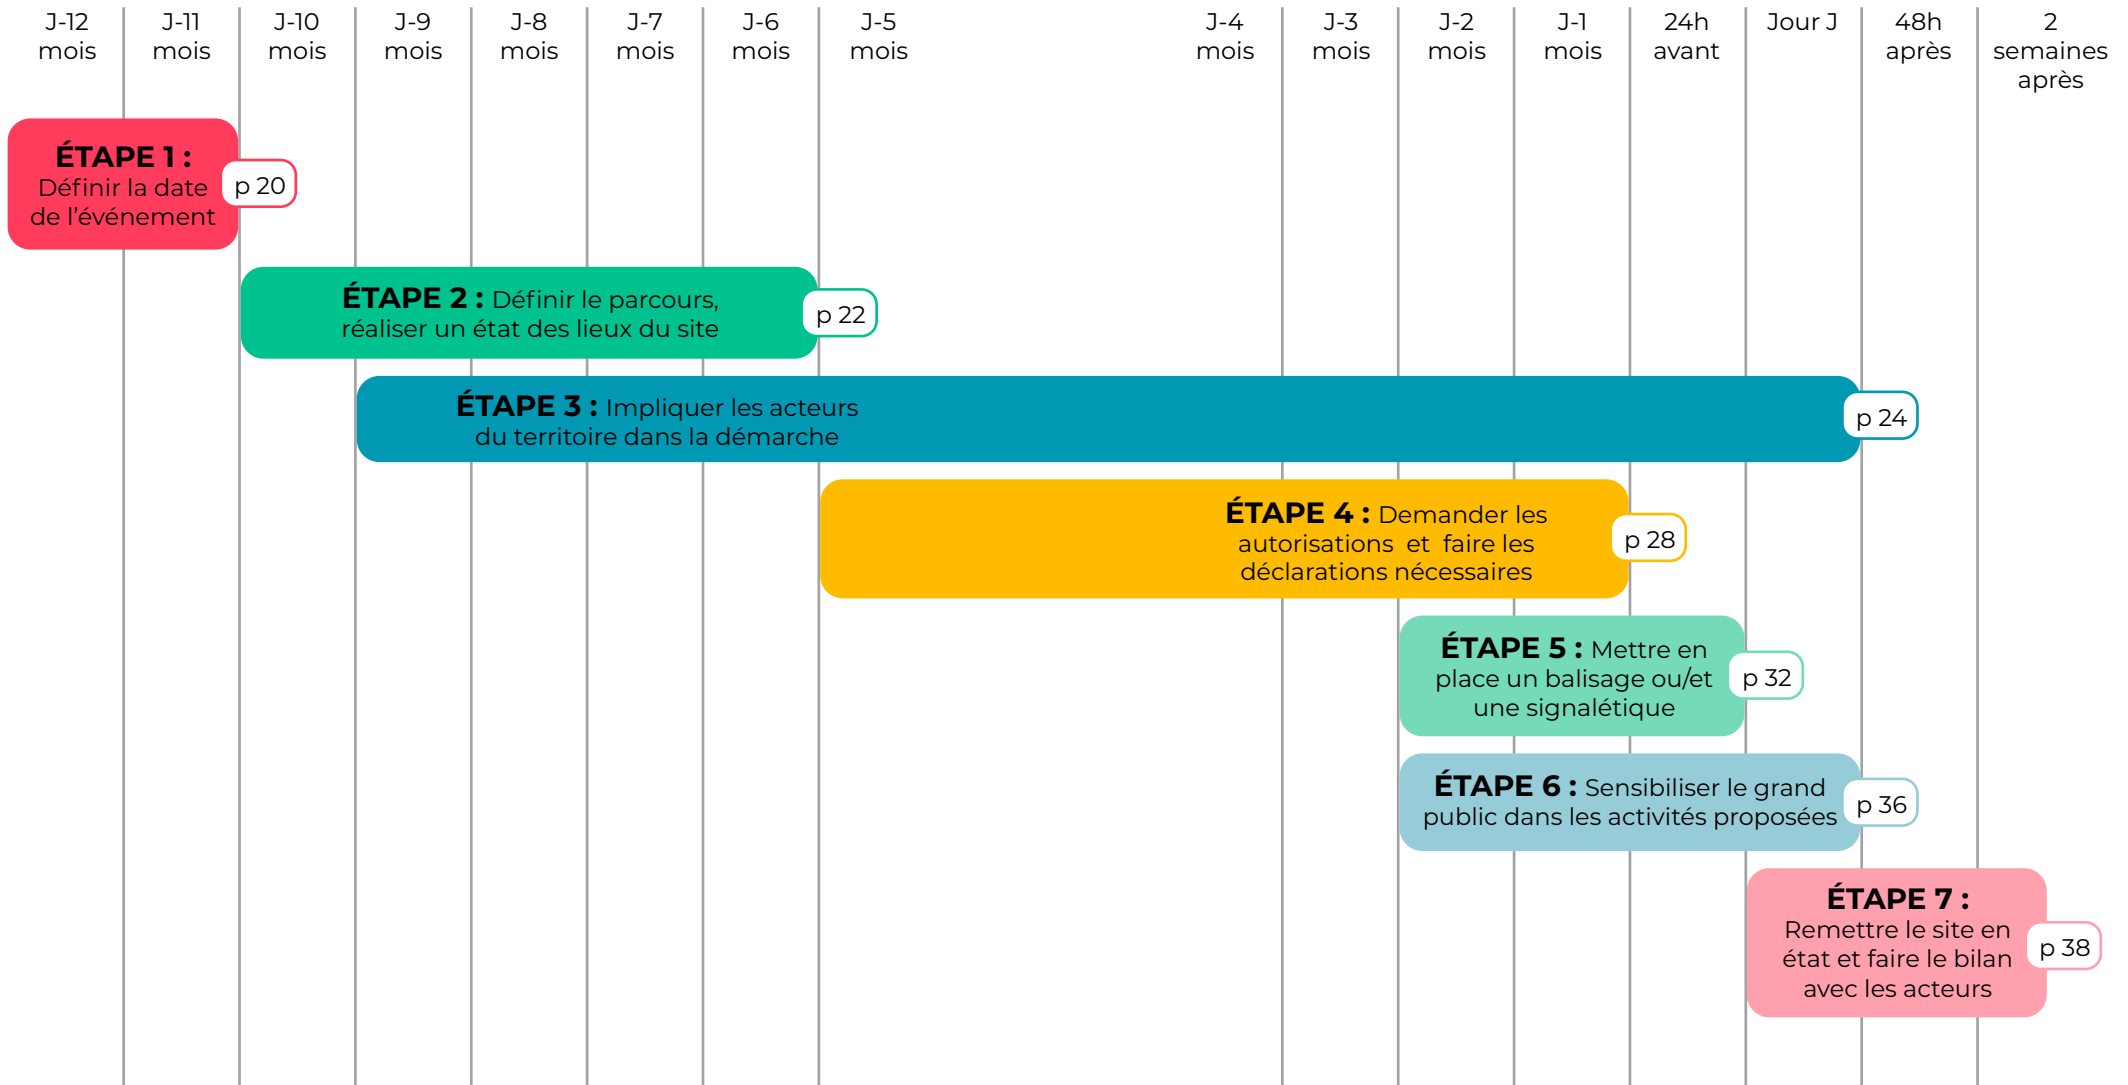 J-12
mois
J-11
mois
J-10
mois
J-9
mois
J-8
mois
J-7
mois
J-6
mois
J-5
mois
J-4
mois
J-3
mois
J-2
mois
J-1
mois
24h
avant
Jour J
48h
après
2
semaines
après
ÉTAPE 1 :
Définir la date
de l’événement
p 20
ÉTAPE 2 : Définir le parcours,
réaliser un état des lieux du site
p 22
ÉTAPE 3 : Impliquer les acteurs
du territoire dans la démarche
p 24
ÉTAPE 4 : Demander les
autorisations et faire les
déclarations nécessaires
p 28
ÉTAPE 5 : Mettre en
place un balisage ou/et
une signalétique
p 32
ÉTAPE 6 : Sensibiliser le grand
public dans les activités proposées
p 36
ÉTAPE 7 :
Remettre le site en
état et faire le bilan
avec les acteurs
p 38